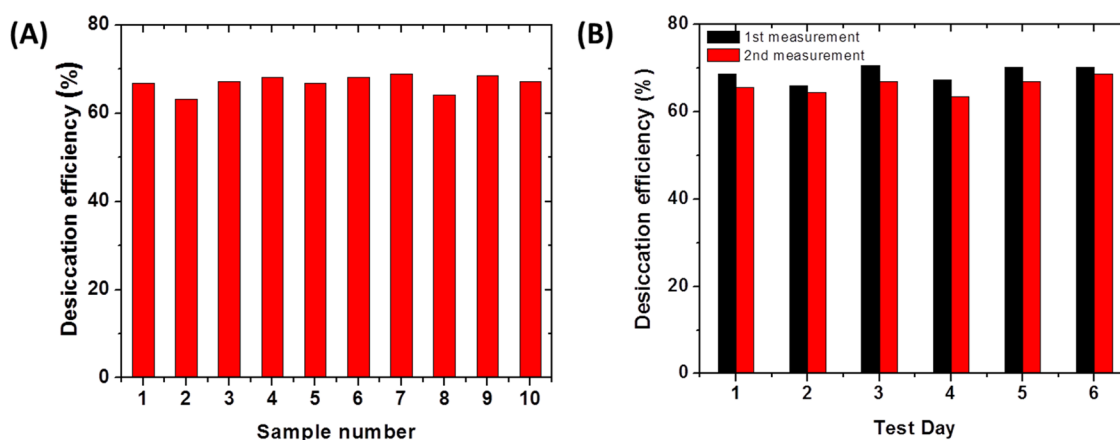 (A)
Desiccation efficiency (%)
80
60
40
20
0
1 2 3 4 5 6 7 8 9 10
Sample number
(B)
Desiccation efficiency (% )
80
60
40
20
0
1st measurement
2nd measurement
1 2 3 4 5 6
Test Day